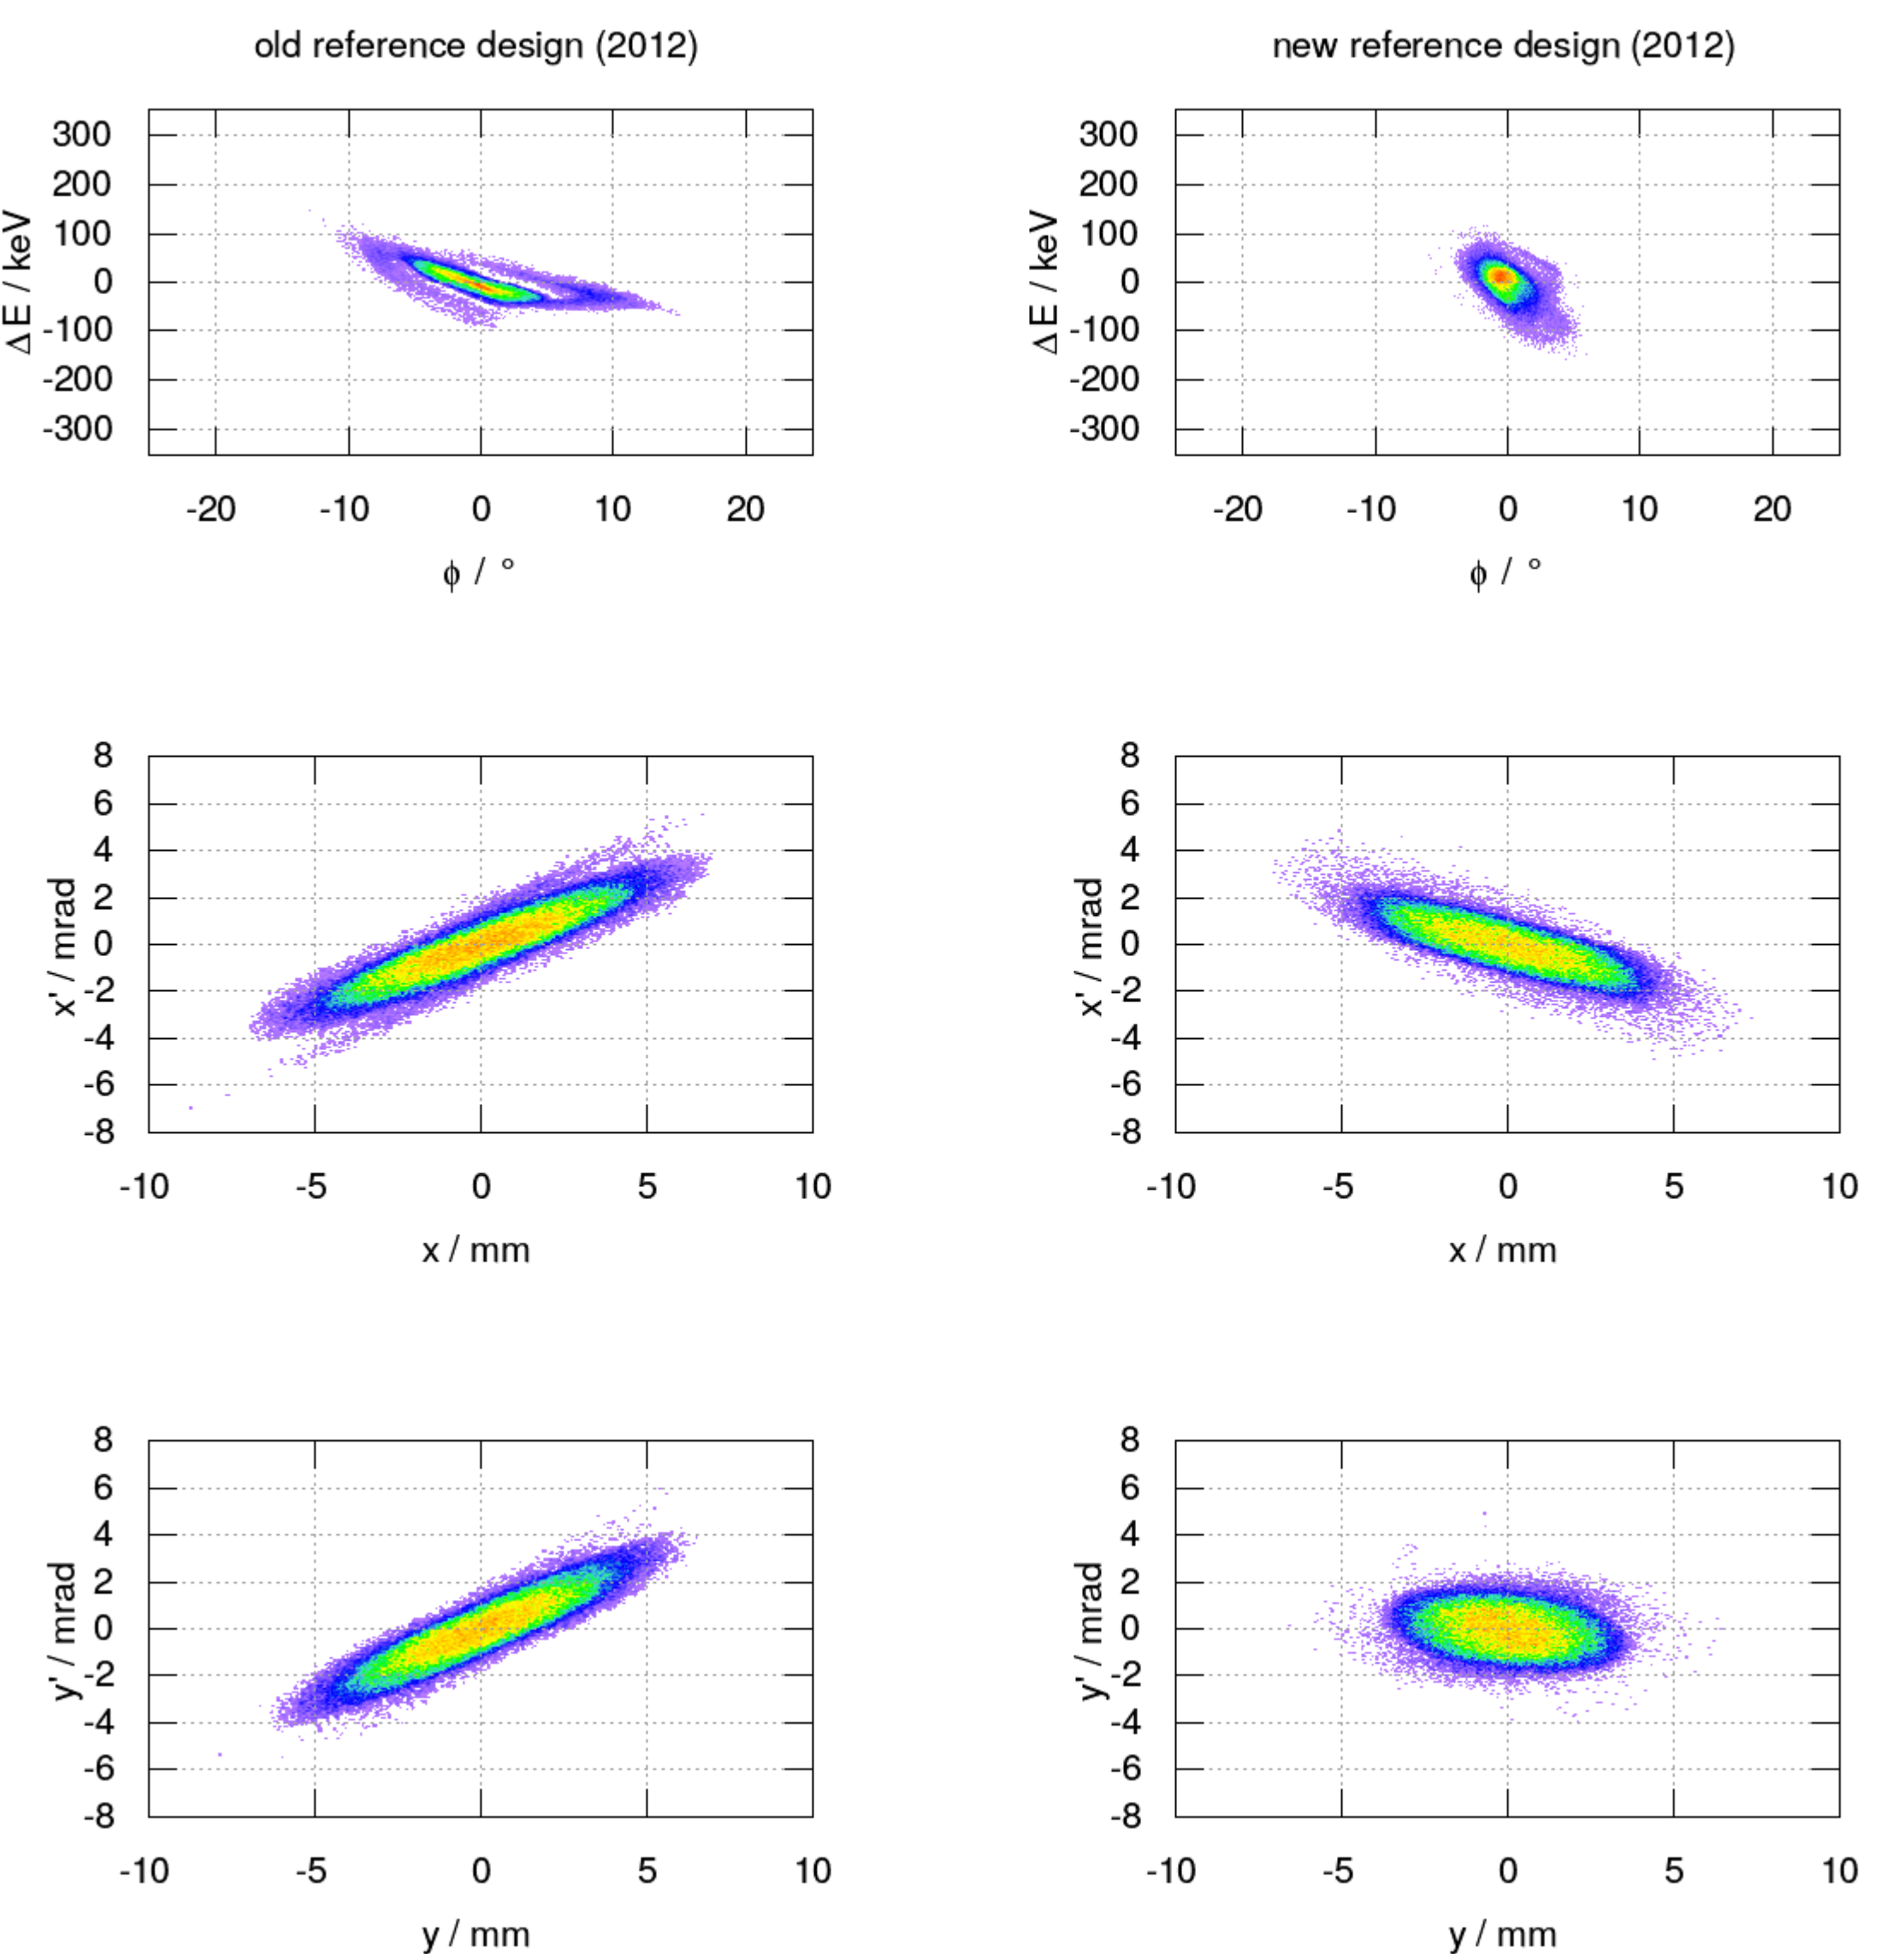 old reference design (2012)
new reference design (2012)
ΔE / keV
300
200
100
0
-100
-200
-300
-20 -10 0 10 20
ϕ / °
ΔE / keV
300
200
100
0
-100
-200
-300
-20 -10 0 10 20
ϕ / °
x' / mrad
8
6
4
2
0
-2
-4
-6
-8
-10 -5 0 5 10
x / mm
x' / mrad
8
6
4
2
0
-2
-4
-6
-8
-10 -5 0 5 10
x / mm
y' / mrad
8
6
4
2
0
-2
-4
-6
-8
-10 -5 0 5 10
y / mm
y' / mrad
8
6
4
2
0
-2
-4
-6
-8
-10 -5 0 5 10
y / mm